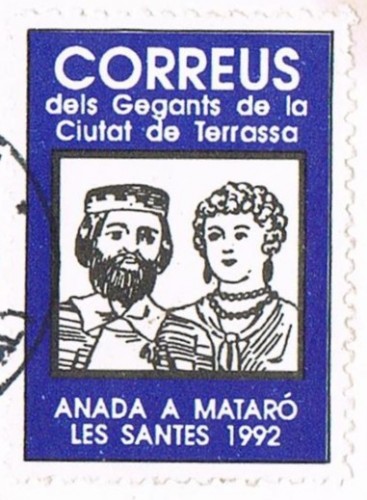 CORREUS
dels Gegants de la
Ciutat de Terrassa
ANADA A MATARÓ
LES SANTES 1992